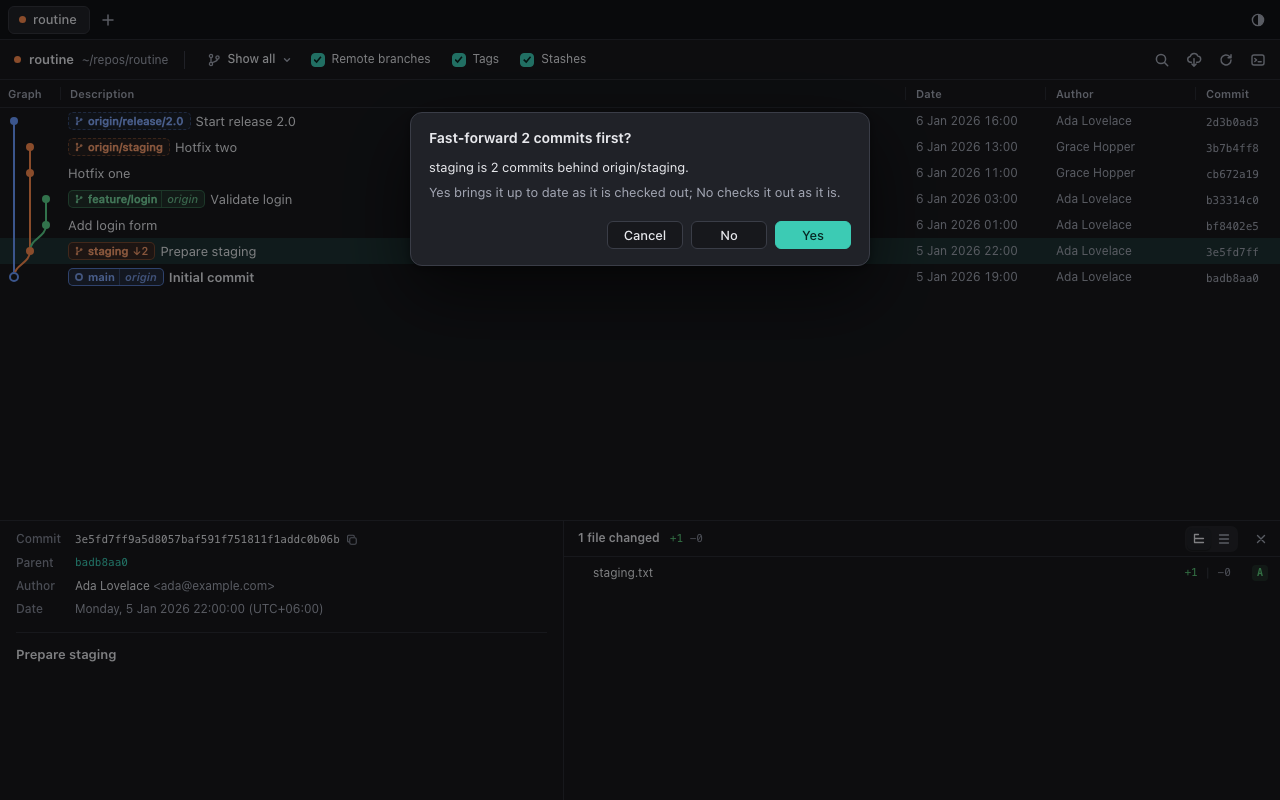 routine
routine ~/repos/routine Show all Remote branches Tags Stashes
Graph Description Date Author Commit
origin/release/2.0 Start release 2.0 6 Jan 2026 16:00 Ada Lovelace 2d3b0ad3
origin/staging Hotfix two 6 Jan 2026 13:00 Grace Hopper 3b7b4ff8
Hotfix one 6 Jan 2026 11:00 Grace Hopper cb672a19
feature/login origin Validate login 6 Jan 2026 03:00 Ada Lovelace b33314c0
Add login form 6 Jan 2026 01:00 Ada Lovelace bf8402e5
staging ↓2 Prepare staging 5 Jan 2026 22:00 Ada Lovelace 3e5fd7ff
main origin Initial commit 5 Jan 2026 19:00 Ada Lovelace badb8aa0
Fast-forward 2 commits first?
staging is 2 commits behind origin/staging.
Yes brings it up to date as it is checked out; No checks it out as it is.
Cancel No Yes
Commit 3e5fd7ff9a5d8057baf591f751811f1addc0b06b
Parent badb8aa0
Author Ada Lovelace <ada@example.com>
Date Monday, 5 Jan 2026 22:00:00 (UTC+06:00)
Prepare staging
1 file changed +1 −0
staging.txt +1 −0 A